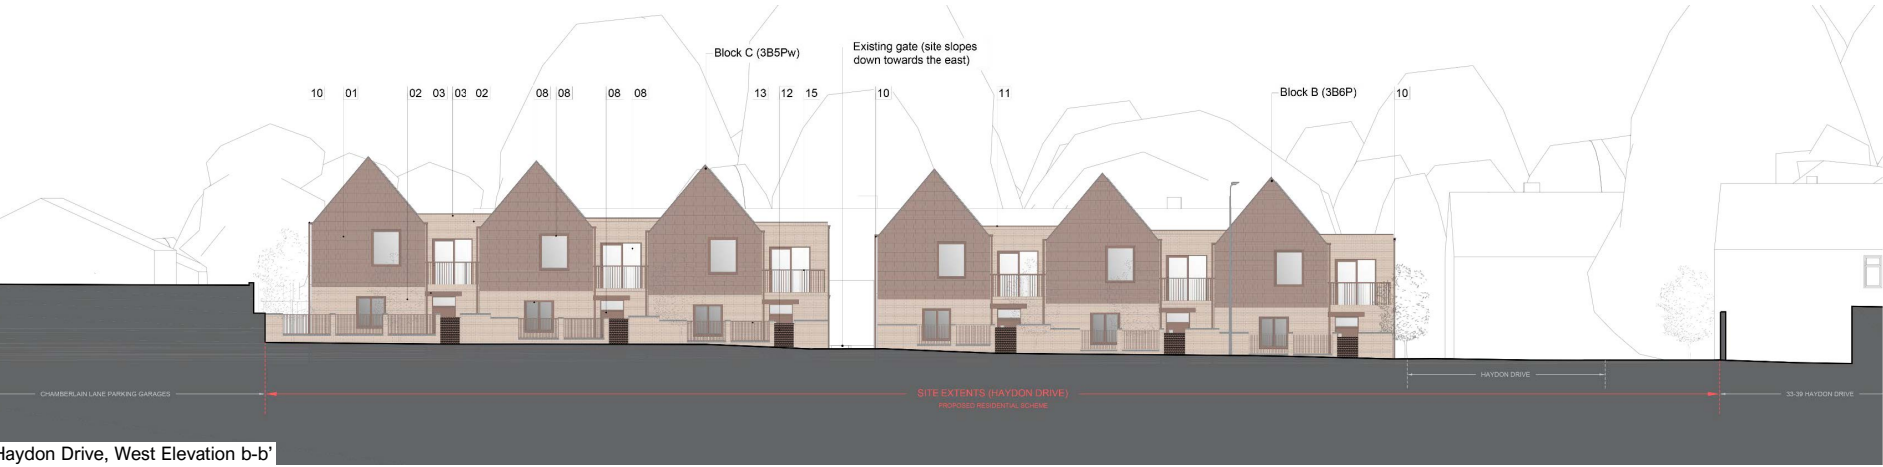 Block C (3B5Pw)
Existing gate (site slopes
down towards the east)
Block B (3B6P)
10 01 02 03 03 02 08 08 08 08 13 12 15 10 11 10
HAYDON DRIVE
CHAMBERLAIN LANE PARKING GARAGES
SITE EXTENTS (HAYDON DRIVE)
33-39 HAYDON DRIVE
PROPOSED RESIDENTIAL SCHEME
Haydon Drive, West Elevation b-b'